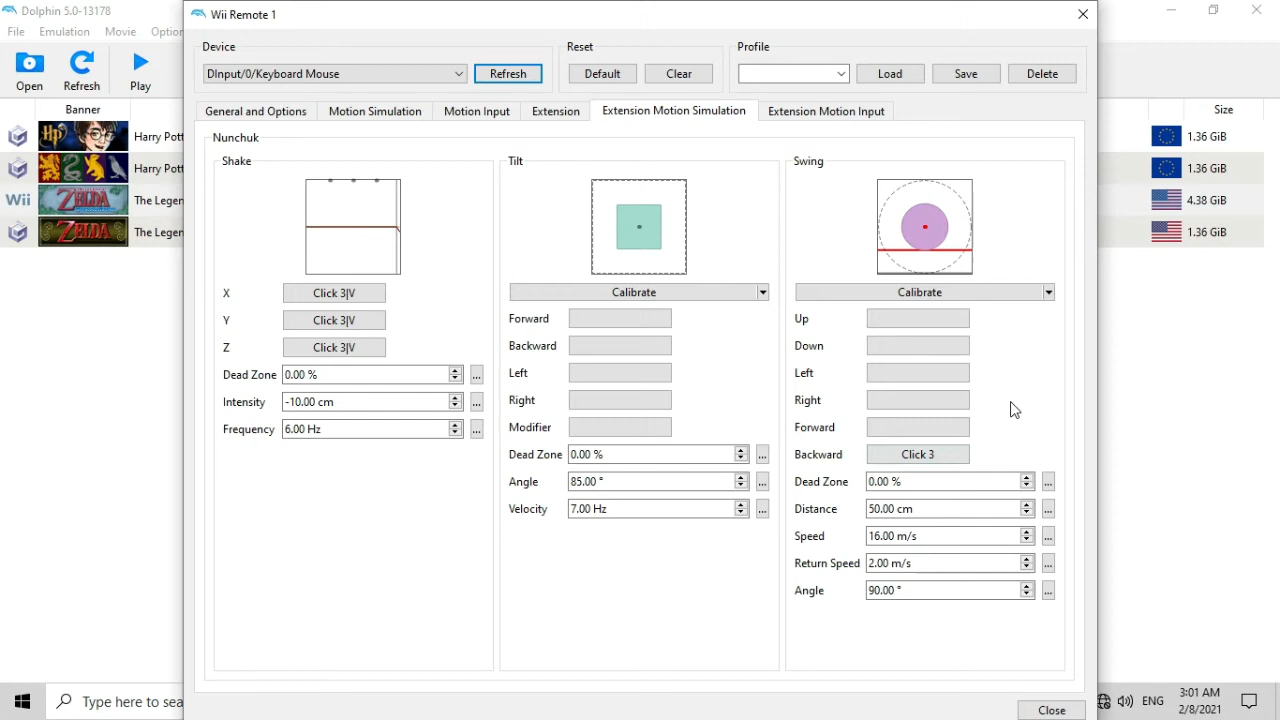 Dolphin 5.0-13178
Wii Remote 1
File Emulation Movie Option
Device
Reset
Profile
DInput/0/Keyboard Mouse
Refresh
Default
Clear
Load
Save
Delete
Open Refresh Play
General and Options
Motion Simulation
Motion Input
Extension
Extension Motion Simulation
Extension Motion Input
Banner
Size
HP
Harry Pott
1.36 GiB
Harry Pott
1.36 GiB
Wii
ZELDA
The Legen
4.38 GiB
ZELDA
The Legen
1.36 GiB
Nunchuk
Shake
X Click 3|V
Y Click 3|V
Z Click 3|V
Dead Zone 0.00 % ...
Intensity -10.00 cm ...
Frequency 6.00 Hz ...
Tilt
Calibrate
Forward
Backward
Left
Right
Modifier
Dead Zone 0.00 % ...
Angle 85.00 ° ...
Velocity 7.00 Hz ...
Swing
Calibrate
Up
Down
Left
Right
Forward
Backward Click 3
Dead Zone 0.00 % ...
Distance 50.00 cm ...
Speed 16.00 m/s ...
Return Speed 2.00 m/s ...
Angle 90.00 ° ...
Close
Type here to sea
ENG
3:01 AM
2/8/2021